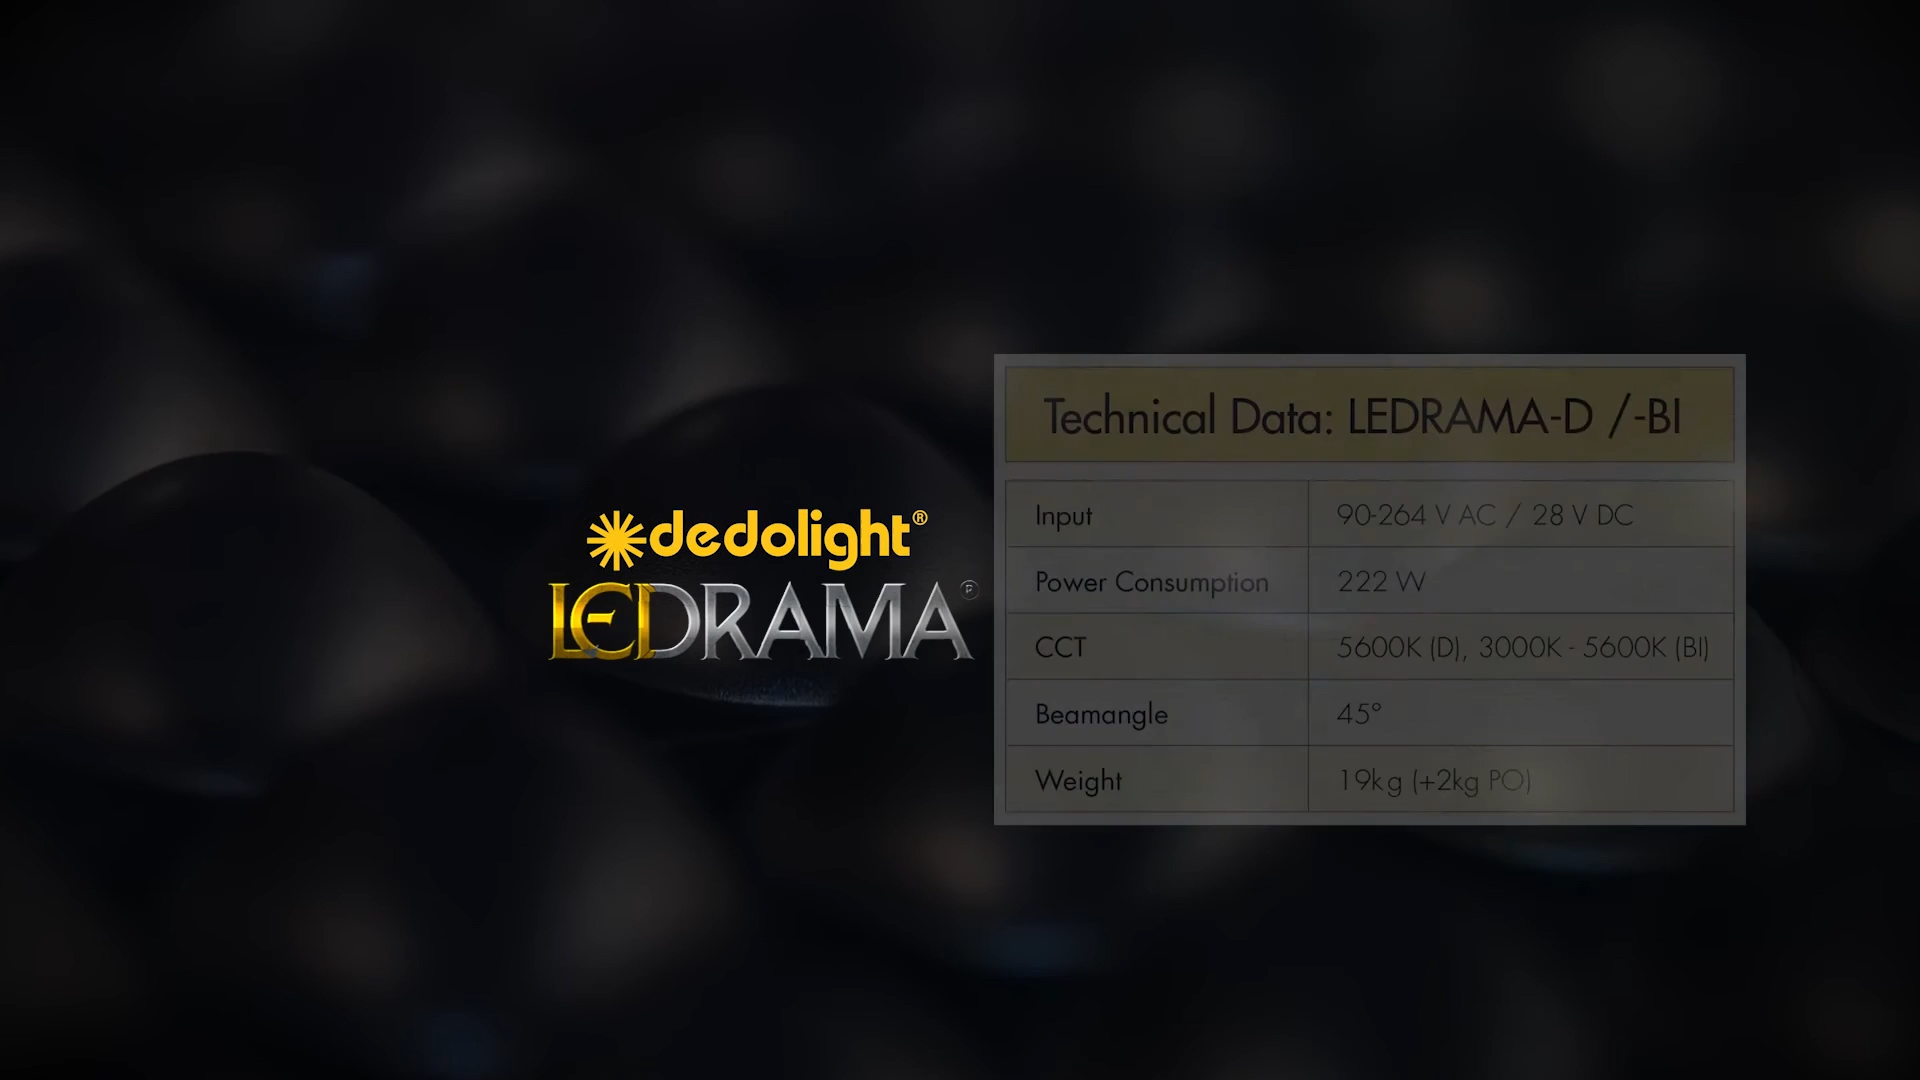 dedolight®
LEDRAMA®
Technical Data: LEDRAMA-D /-BI
Input 90-264 V AC / 28 V DC
Power Consumption 222 W
CCT 5600K (D), 3000K - 5600K (BI)
Beamangle 45°
Weight 19kg (+2kg PO)